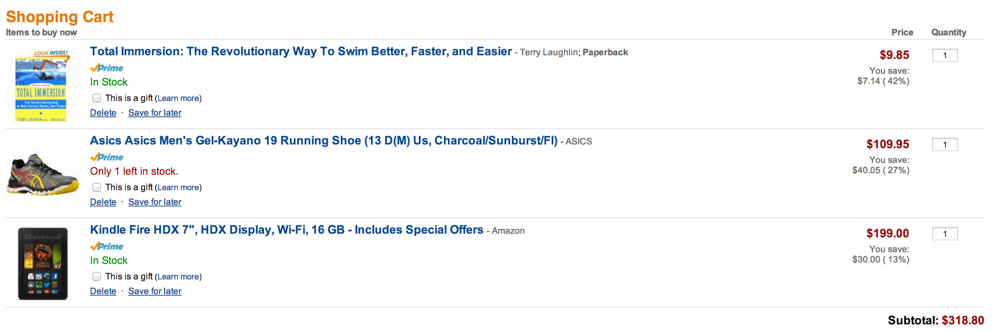 Shopping Cart
Items to buy now
Price Quantity
LOOK INSIDE!
TOTAL IMMERSION
Total Immersion: The Revolutionary Way To Swim Better, Faster, and Easier - Terry Laughlin; Paperback
Prime
In Stock
This is a gift (Learn more)
Delete · Save for later
$9.85
1
You save:
$7.14 ( 42%)
Asics Asics Men's Gel-Kayano 19 Running Shoe (13 D(M) Us, Charcoal/Sunburst/Fl) - ASICS
Prime
Only 1 left in stock.
This is a gift (Learn more)
Delete · Save for later
$109.95
1
You save:
$40.05 ( 27%)
Kindle Fire HDX 7", HDX Display, Wi-Fi, 16 GB - Includes Special Offers - Amazon
Prime
In Stock
This is a gift (Learn more)
Delete · Save for later
$199.00
1
You save:
$30.00 ( 13%)
Subtotal: $318.80